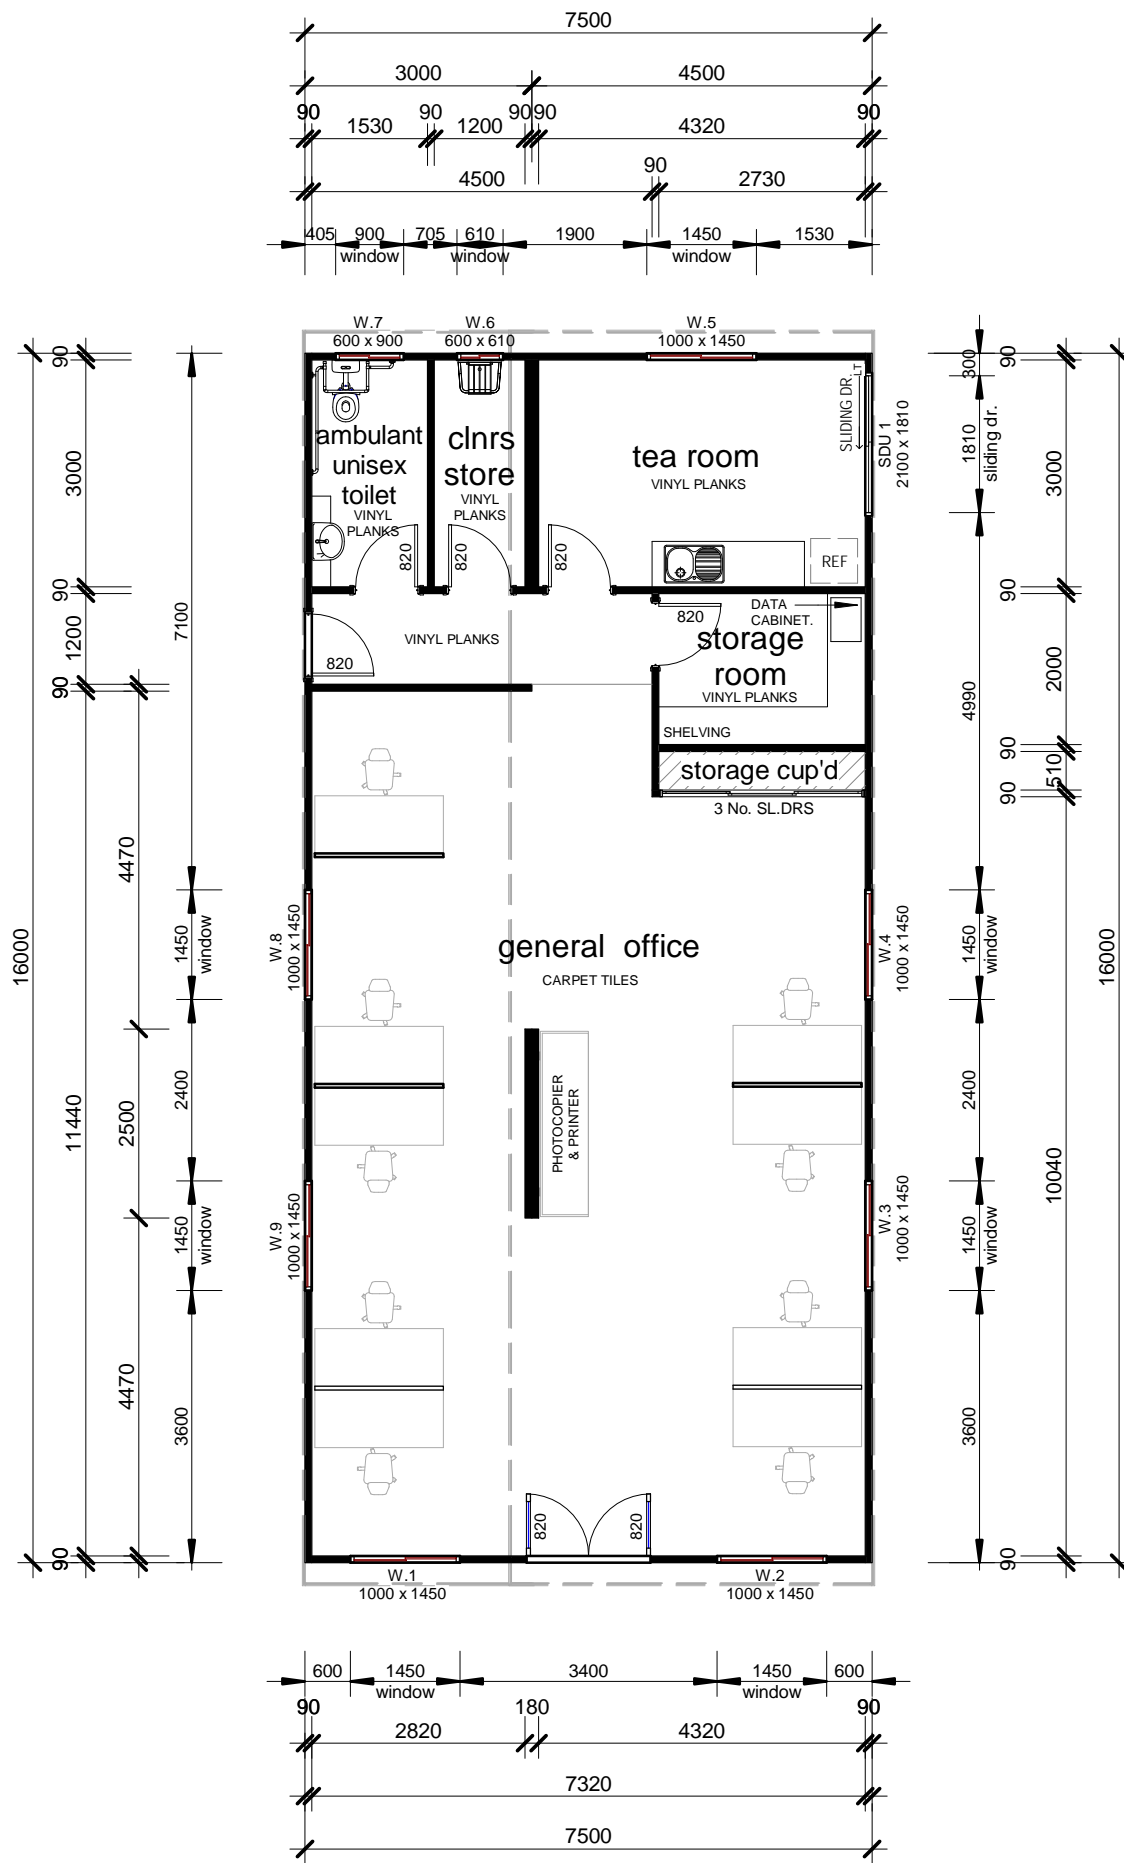 7500
3000 4500
90 90 90 90 90
1530 1200 4320
90
4500 2730
405 900 705 610 1900 1450 1530
window window window
W.7 W.6 W.5
600 x 900 600 x 610 1000 x 1450
90
300
90
SLIDING DR.
LT
SDU 1
2100 x 1810
1810
sliding dr.
ambulant
unisex
toilet
VINYL
PLANKS
clnrs
store
VINYL
PLANKS
tea room
VINYL PLANKS
3000
3000
820
820
820
REF
90
90
1200
7100
VINYL PLANKS
820
820
DATA
CABINET.
storage
room
VINYL PLANKS
SHELVING
2000
4990
90
90
storage cup'd
510
90
3 No. SL.DRS
4470
16000
16000
W.8
1000 x 1450
1450
window
general office
CARPET TILES
W.4
1000 x 1450
1450
window
2400
2400
11440
2500
PHOTOCOPIER
& PRINTER
10040
W.9
1000 x 1450
1450
window
W.3
1000 x 1450
1450
window
4470
3600
3600
820 820
90
90
W.1 W.2
1000 x 1450 1000 x 1450
600 1450 3400 1450 600
window window
90 180 90
2820 4320
7320
7500